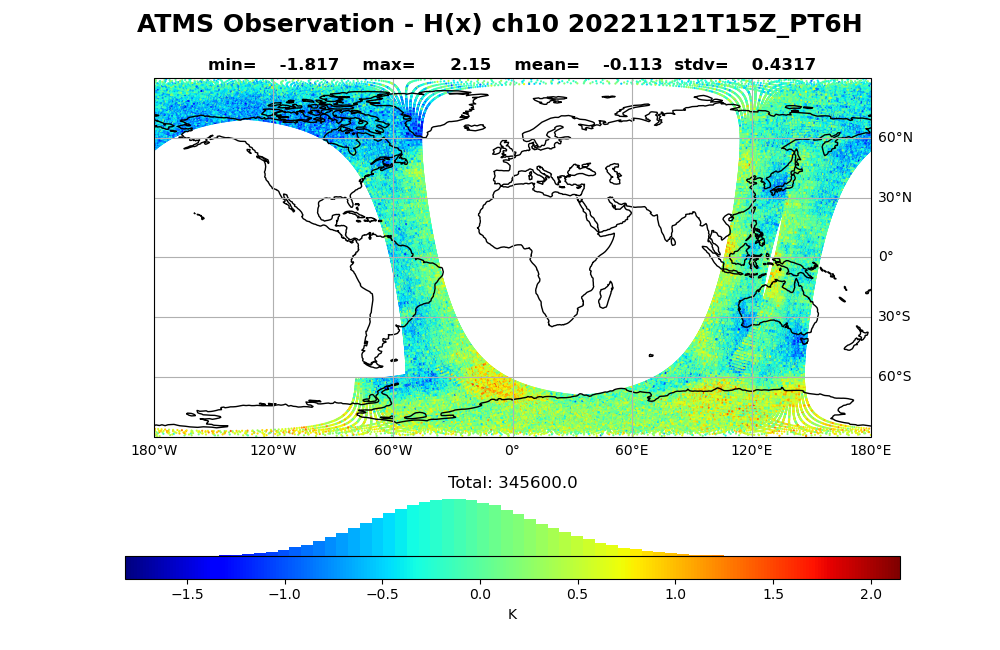 ATMS Observation - H(x) ch10 20221121T15Z_PT6H
min= -1.817 max= 2.15 mean= -0.113 stdv= 0.4317
60°N
30°N
0°
30°S
60°S
180°W 120°W 60°W 0° 60°E 120°E 180°E
Total: 345600.0
−1.5 −1.0 −0.5 0.0 0.5 1.0 1.5 2.0
K